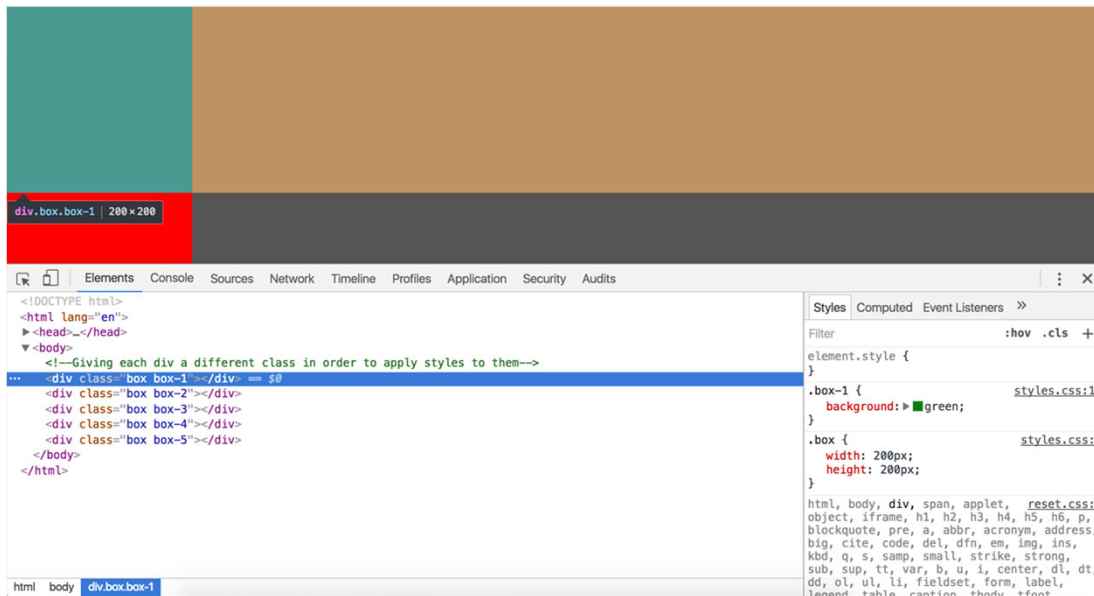 div.box.box-1 | 200×200
Elements Console Sources Network Timeline Profiles Application Security Audits
<!DOCTYPE html>
<html lang="en">
▶<head>…</head>
▼<body>
<!--Giving each div a different class in order to apply styles to them-->
<div class="box box-1"></div> == $0
<div class="box box-2"></div>
<div class="box box-3"></div>
<div class="box box-4"></div>
<div class="box box-5"></div>
</body>
</html>
html body div.box.box-1
Styles Computed Event Listeners »
Filter :hov .cls +
element.style {
}
.box-1 { styles.css:1
background:▶green;
}
.box { styles.css:
width: 200px;
height: 200px;
}
html, body, div, span, applet, reset.css:
object, iframe, h1, h2, h3, h4, h5, h6, p,
blockquote, pre, a, abbr, acronym, address,
big, cite, code, del, dfn, em, img, ins,
kbd, q, s, samp, small, strike, strong,
sub, sup, tt, var, b, u, i, center, dl, dt,
dd, ol, ul, li, fieldset, form, label,
legend, table, caption, tbody, tfoot,